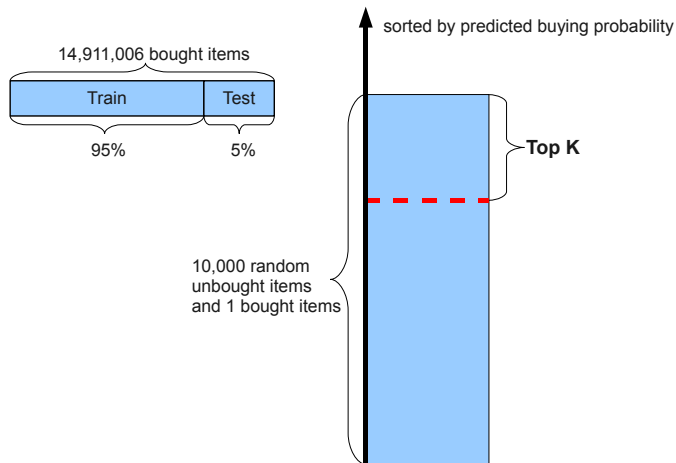 sorted by predicted buying probability
14,911,006 bought items
Train
Test
95%
5%
Top K
10,000 random
unbought items
and 1 bought items